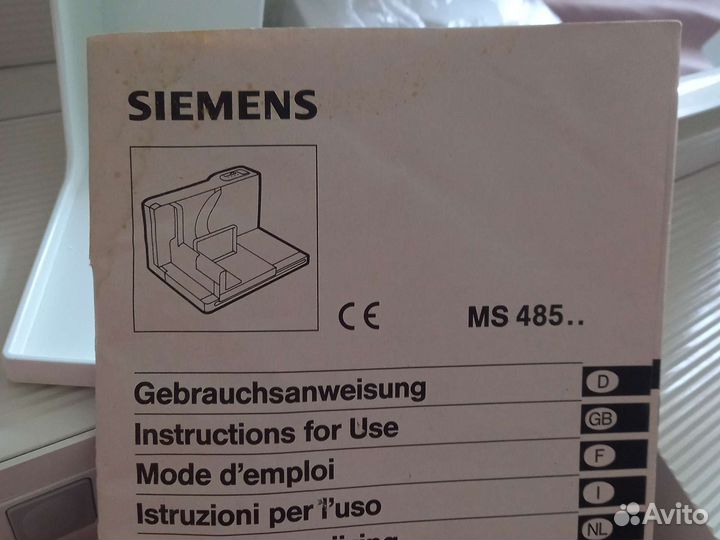 SIEMENS
CE
MS 485..
Gebrauchsanweisung D
Instructions for Use GB
Mode d'emploi F
Istruzioni per l'uso I
NL
Avito